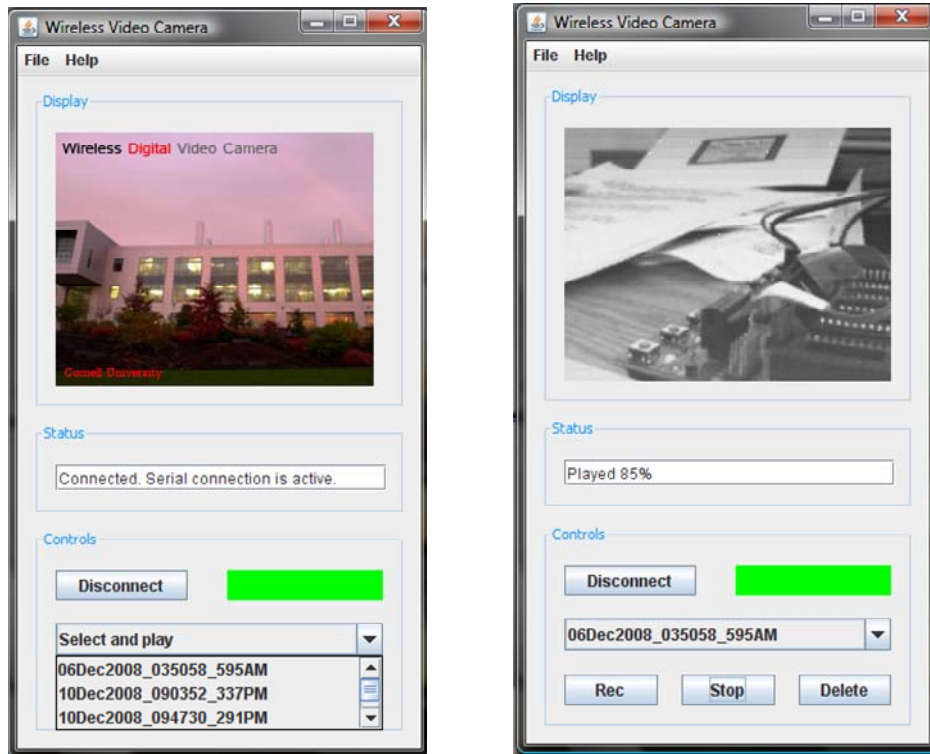 Wireless Video Camera
File Help
Display
Wireless Digital Video Camera
Cornell University
Status
Connected. Serial connection is active.
Controls
Disconnect
Select and play
06Dec2008_035058_595AM
10Dec2008_090352_337PM
10Dec2008_094730_291PM
Wireless Video Camera
File Help
Display
Status
Played 85%
Controls
Disconnect
06Dec2008_035058_595AM
Rec Stop Delete